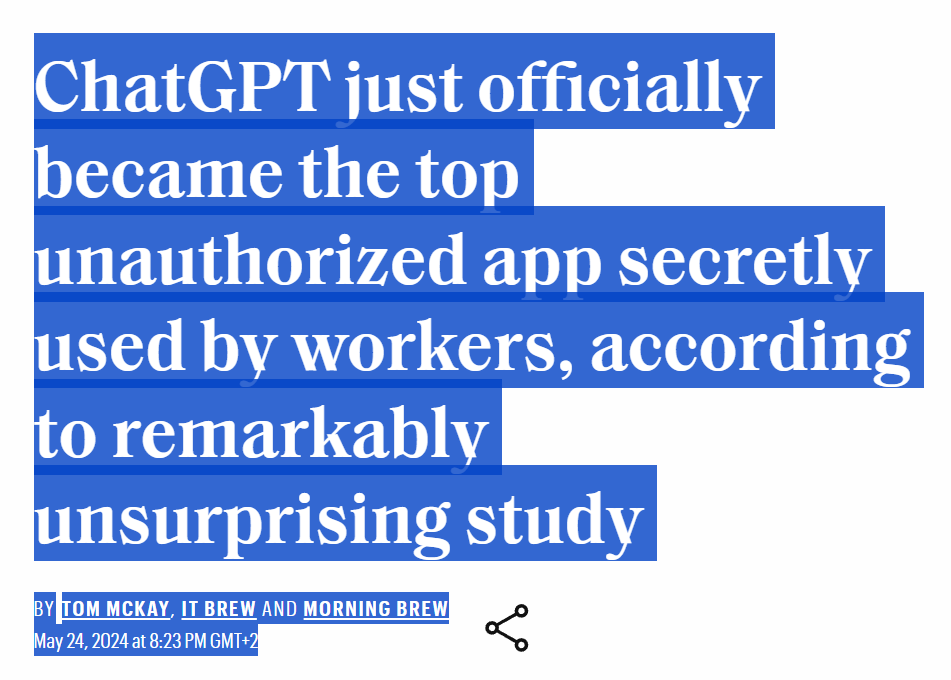 ChatGPT just officially
became the top
unauthorized app secretly
used by workers, according
to remarkably
unsurprising study
BY TOM MCKAY, IT BREW AND MORNING BREW
May 24, 2024 at 8:23 PM GMT+2